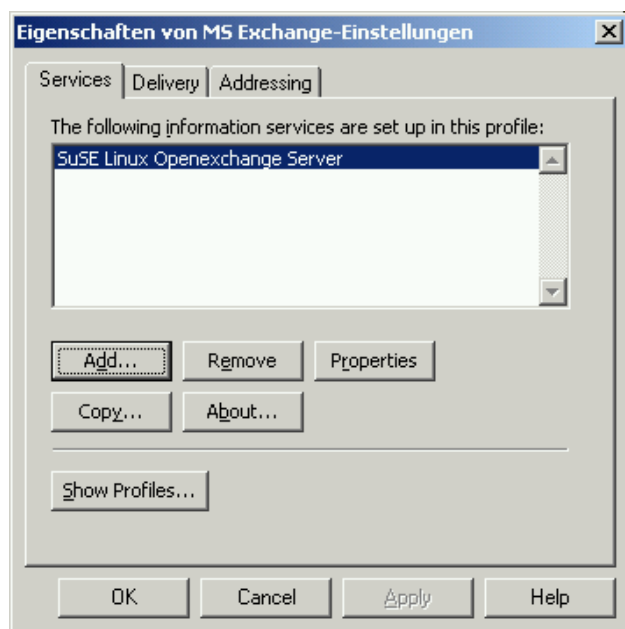 Eigenschaften von MS Exchange-Einstellungen
Services Delivery Addressing
The following information services are set up in this profile:
SuSE Linux Openexchange Server
Add... Remove Properties
Copy... About...
Show Profiles...
OK Cancel Apply Help